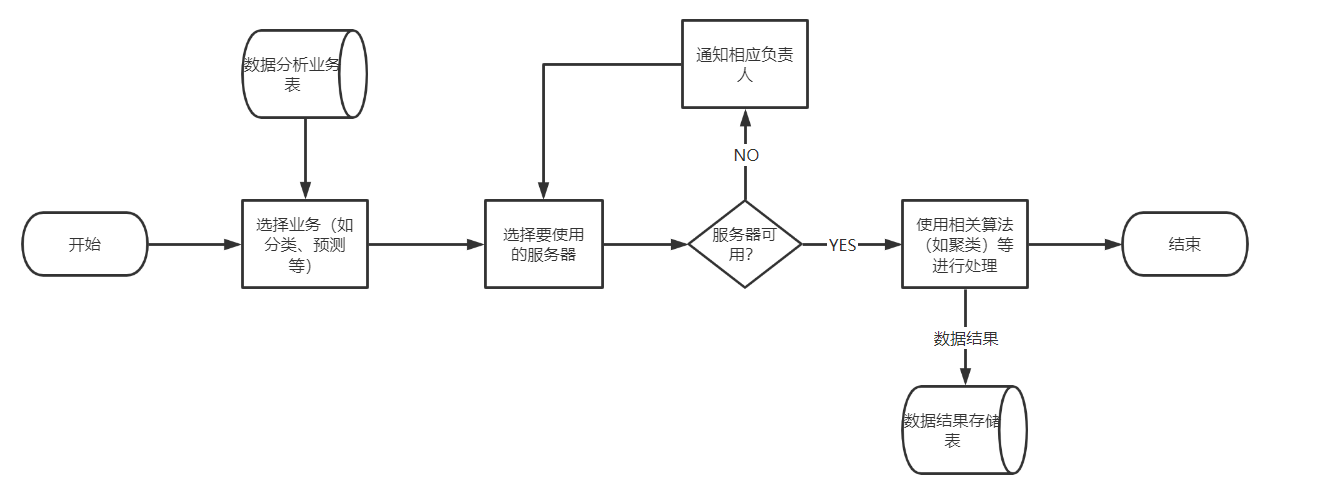 数据分析业务
表
通知相应负责
人
NO
开始
选择业务（如
分类、预测
等）
选择要使用
的服务器
服务器可
用？
YES
使用相关算法
（如聚类）等
进行处理
结束
数据结果
数据结果存储
表